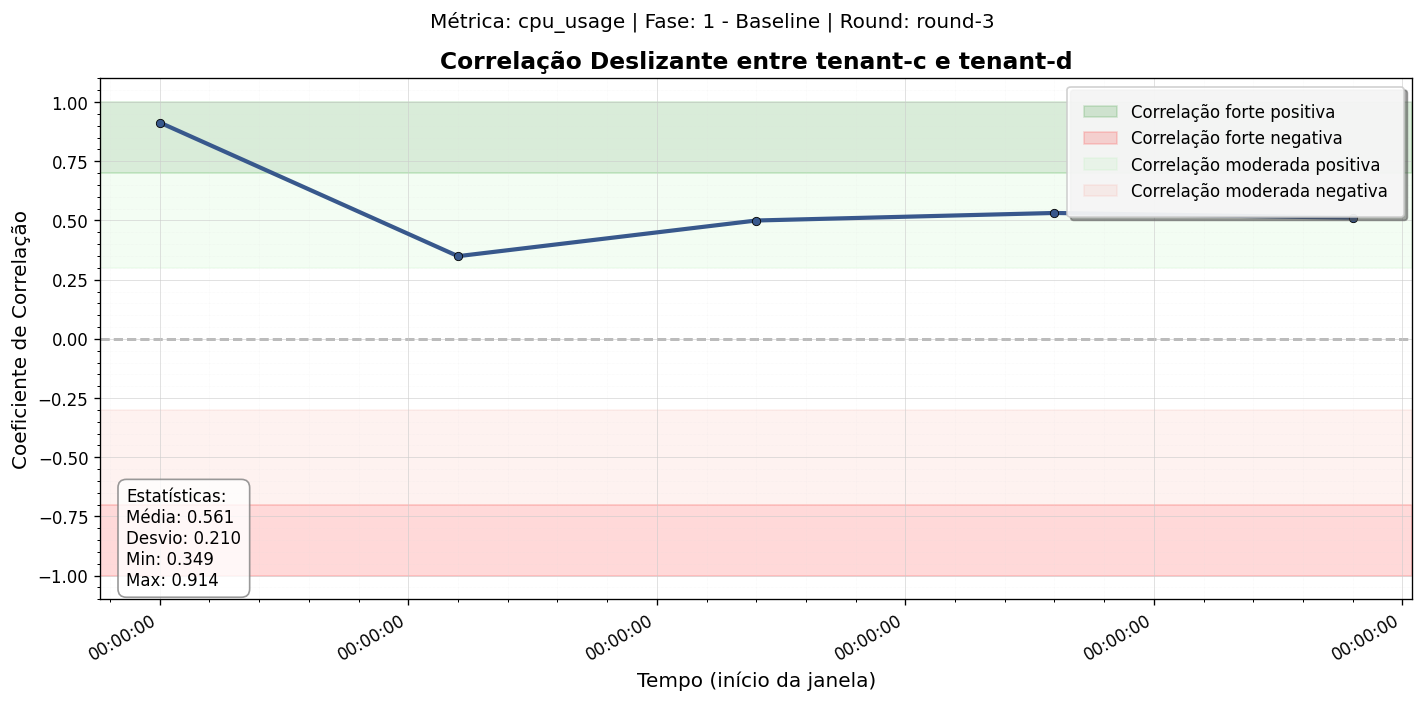 Métrica: cpu_usage | Fase: 1 - Baseline | Round: round-3
Correlação Deslizante entre tenant-c e tenant-d
Coeficiente de Correlação
1.00
0.75
0.50
0.25
0.00
−0.25
−0.50
−0.75
−1.00
Correlação forte positiva
Correlação forte negativa
Correlação moderada positiva
Correlação moderada negativa
Estatísticas:
Média: 0.561
Desvio: 0.210
Min: 0.349
Max: 0.914
00:00:00
00:00:00
00:00:00
00:00:00
00:00:00
00:00:00
Tempo (início da janela)